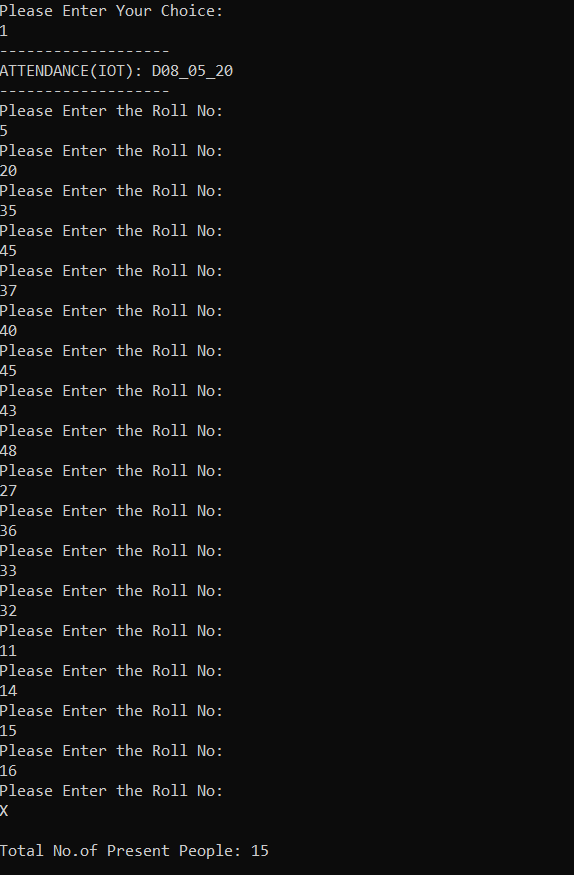 Please Enter Your Choice:
1
-------------------
ATTENDANCE(IOT): D08_05_20
-------------------
Please Enter the Roll No:
5
Please Enter the Roll No:
20
Please Enter the Roll No:
35
Please Enter the Roll No:
45
Please Enter the Roll No:
37
Please Enter the Roll No:
40
Please Enter the Roll No:
45
Please Enter the Roll No:
43
Please Enter the Roll No:
48
Please Enter the Roll No:
27
Please Enter the Roll No:
36
Please Enter the Roll No:
33
Please Enter the Roll No:
32
Please Enter the Roll No:
11
Please Enter the Roll No:
14
Please Enter the Roll No:
15
Please Enter the Roll No:
16
Please Enter the Roll No:
X
Total No.of Present People: 15